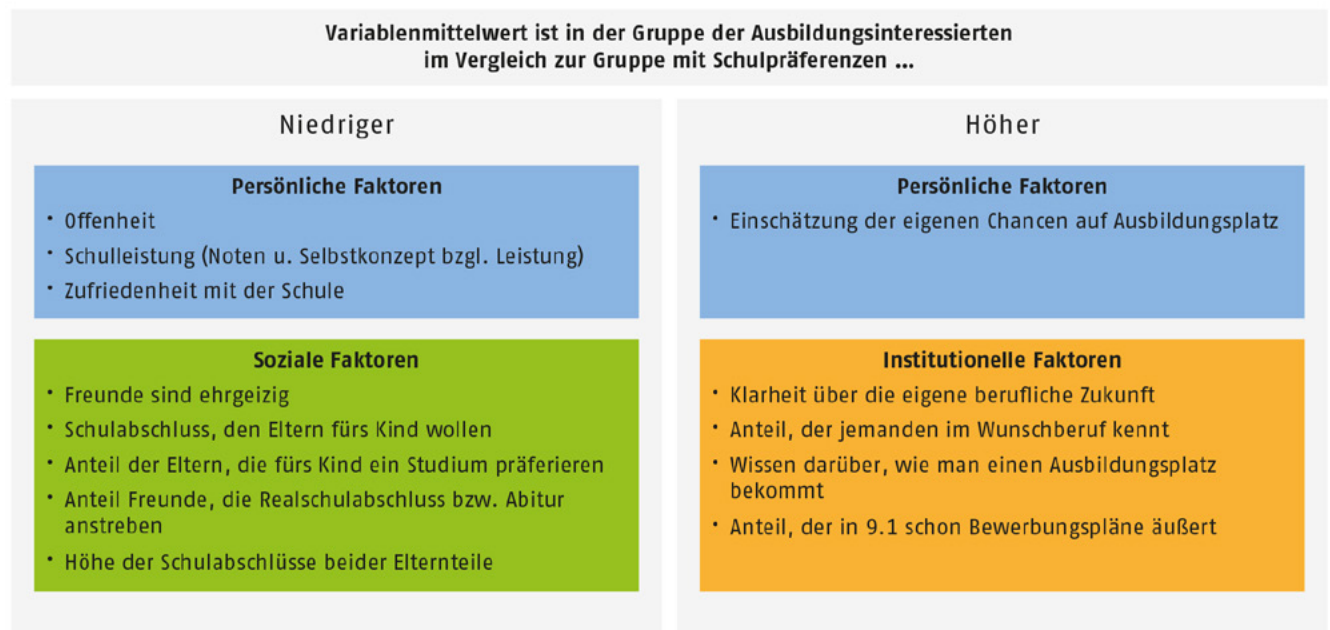 Variablenmittelwert ist in der Gruppe der Ausbildungsinteressierten
im Vergleich zur Gruppe mit Schulpräferenzen ...
Niedriger
Persönliche Faktoren
• Offenheit
• Schulleistung (Noten u. Selbstkonzept bzgl. Leistung)
• Zufriedenheit mit der Schule
Soziale Faktoren
• Freunde sind ehrgeizig
• Schulabschluss, den Eltern fürs Kind wollen
• Anteil der Eltern, die fürs Kind ein Studium präferieren
• Anteil Freunde, die Realschulabschluss bzw. Abitur
anstreben
• Höhe der Schulabschlüsse beider Elternteile
Höher
Persönliche Faktoren
• Einschätzung der eigenen Chancen auf Ausbildungsplatz
Institutionelle Faktoren
• Klarheit über die eigene berufliche Zukunft
• Anteil, der jemanden im Wunschberuf kennt
• Wissen darüber, wie man einen Ausbildungsplatz
bekommt
• Anteil, der in 9.1 schon Bewerbungspläne äußert